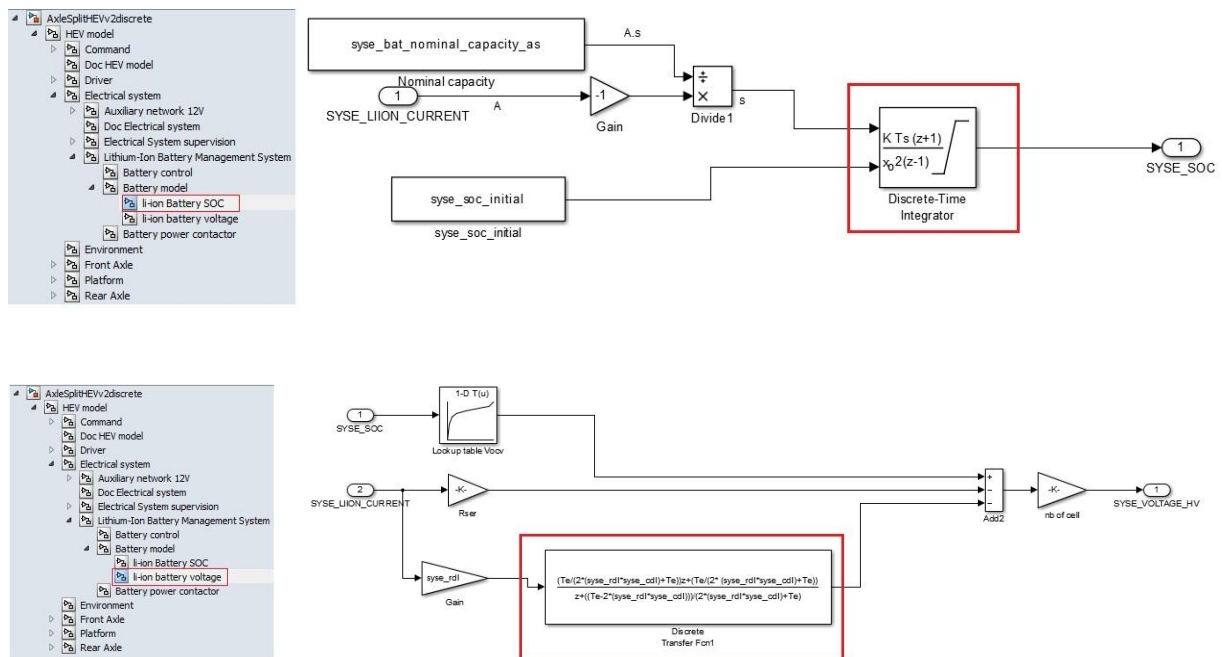 AxleSplitHEVv2discrete
HEV model
Command
Doc HEV model
Driver
Electrical system
Auxiliary network 12V
Doc Electrical system
Electrical System supervision
Lithium-Ion Battery Management System
Battery control
Battery model
li-ion Battery SOC
li-ion battery voltage
Battery power contactor
Environment
Front Axle
Platform
Rear Axle
syse_bat_nominal_capacity_as
A.s
Nominal capacity
1
A
SYSE_LIION_CURRENT
-1
Gain
÷
×
Divide1
s
syse_soc_initial
syse_soc_initial
K Ts (z+1)
x₀ 2(z-1)
Discrete-Time
Integrator
1
SYSE_SOC
AxleSplitHEVv2discrete
HEV model
Command
Doc HEV model
Driver
Electrical system
Auxiliary network 12V
Doc Electrical system
Electrical System supervision
Lithium-Ion Battery Management System
Battery control
Battery model
li-ion Battery SOC
li-ion battery voltage
Battery power contactor
Environment
Front Axle
Platform
Rear Axle
1
SYSE_SOC
1-D T(u)
Lookup table Vocv
2
SYSE_LIION_CURRENT
-K-
Rser
syse_rdl
Gain
(Te/(2*(syse_rdl*syse_cdl)+Te))z+(Te/(2* (syse_rdl*syse_cdl)+Te))
z+((Te-2*(syse_rdl*syse_cdl)))/(2*(syse_rdl*syse_cdl)+Te)
Discrete
Transfer Fcn1
+
−
−
Add2
-K-
nb of cell
1
SYSE_VOLTAGE_HV